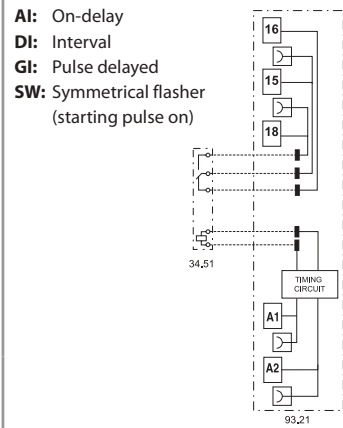 AI: On-delay
DI: Interval
GI: Pulse delayed
SW: Symmetrical flasher
(starting pulse on)
16
15
18
34.51
TIMING
CIRCUIT
A1
A2
93.21